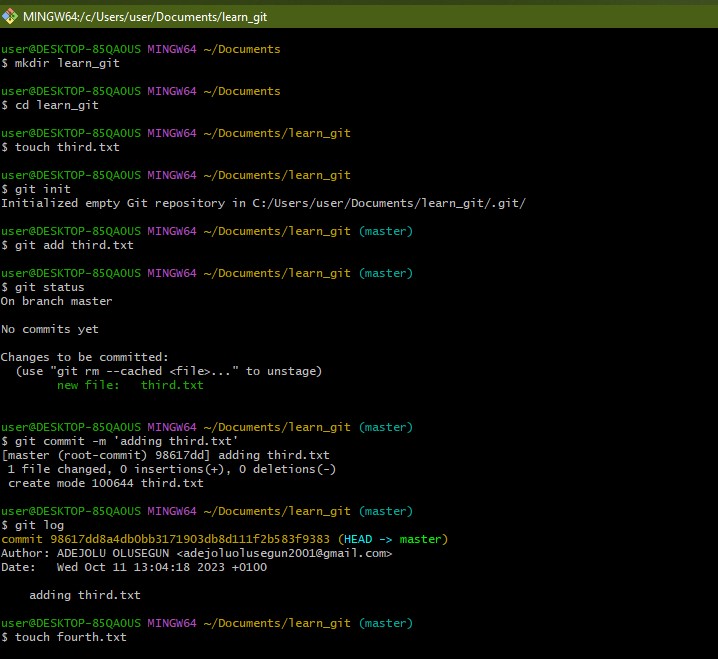 MINGW64:/c/Users/user/Documents/learn_git
user@DESKTOP-85QAOUS MINGW64 ~/Documents
$ mkdir learn_git
user@DESKTOP-85QAOUS MINGW64 ~/Documents
$ cd learn_git
user@DESKTOP-85QAOUS MINGW64 ~/Documents/learn_git
$ touch third.txt
user@DESKTOP-85QAOUS MINGW64 ~/Documents/learn_git
$ git init
Initialized empty Git repository in C:/Users/user/Documents/learn_git/.git/
user@DESKTOP-85QAOUS MINGW64 ~/Documents/learn_git (master)
$ git add third.txt
user@DESKTOP-85QAOUS MINGW64 ~/Documents/learn_git (master)
$ git status
On branch master
No commits yet
Changes to be committed:
  (use "git rm --cached <file>..." to unstage)
        new file:   third.txt
user@DESKTOP-85QAOUS MINGW64 ~/Documents/learn_git (master)
$ git commit -m 'adding third.txt'
[master (root-commit) 98617dd] adding third.txt
 1 file changed, 0 insertions(+), 0 deletions(-)
 create mode 100644 third.txt
user@DESKTOP-85QAOUS MINGW64 ~/Documents/learn_git (master)
$ git log
commit 98617dd8a4db0bb3171903db8d111f2b583f9383 (HEAD -> master)
Author: ADEJOLU OLUSEGUN <adejoluolusegun2001@gmail.com>
Date:   Wed Oct 11 13:04:18 2023 +0100
    adding third.txt
user@DESKTOP-85QAOUS MINGW64 ~/Documents/learn_git (master)
$ touch fourth.txt